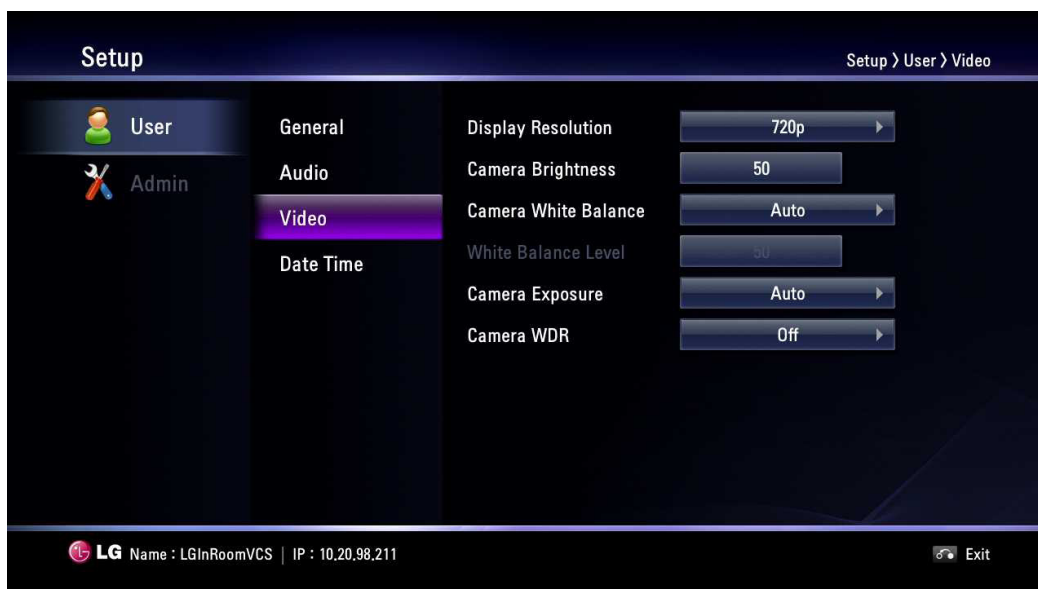 Setup
Setup > User > Video
User
Admin
General
Audio
Video
Date Time
Display Resolution 720p
Camera Brightness 50
Camera White Balance Auto
White Balance Level 50
Camera Exposure Auto
Camera WDR Off
LG Name : LGInRoomVCS | IP : 10.20.98.211
Exit